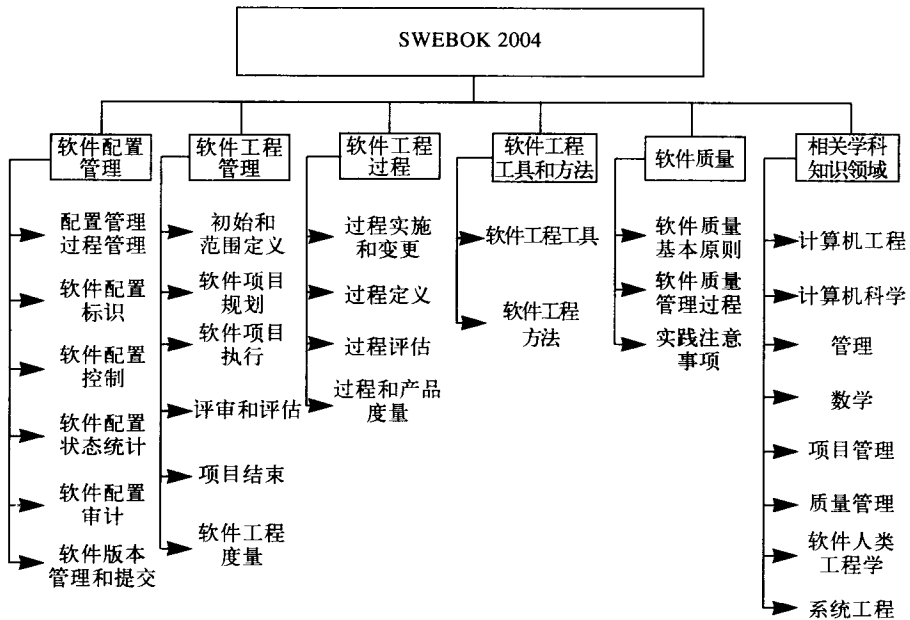 SWEBOK 2004
软件配置
管理
配置管理
过程管理
软件配置
标识
软件配置
控制
软件配置
状态统计
软件配置
审计
软件版本
管理和提交
软件工程
管理
初始和
范围定义
软件项目
规划
软件项目
执行
评审和评估
项目结束
软件工程
度量
软件工程
过程
过程实施
和变更
过程定义
过程评估
过程和产品
度量
软件工程
工具和方法
软件工程工具
软件工程
方法
软件质量
软件质量
基本原则
软件质量
管理过程
实践注意
事项
相关学科
知识领域
计算机工程
计算机科学
管理
数学
项目管理
质量管理
软件人类
工程学
系统工程